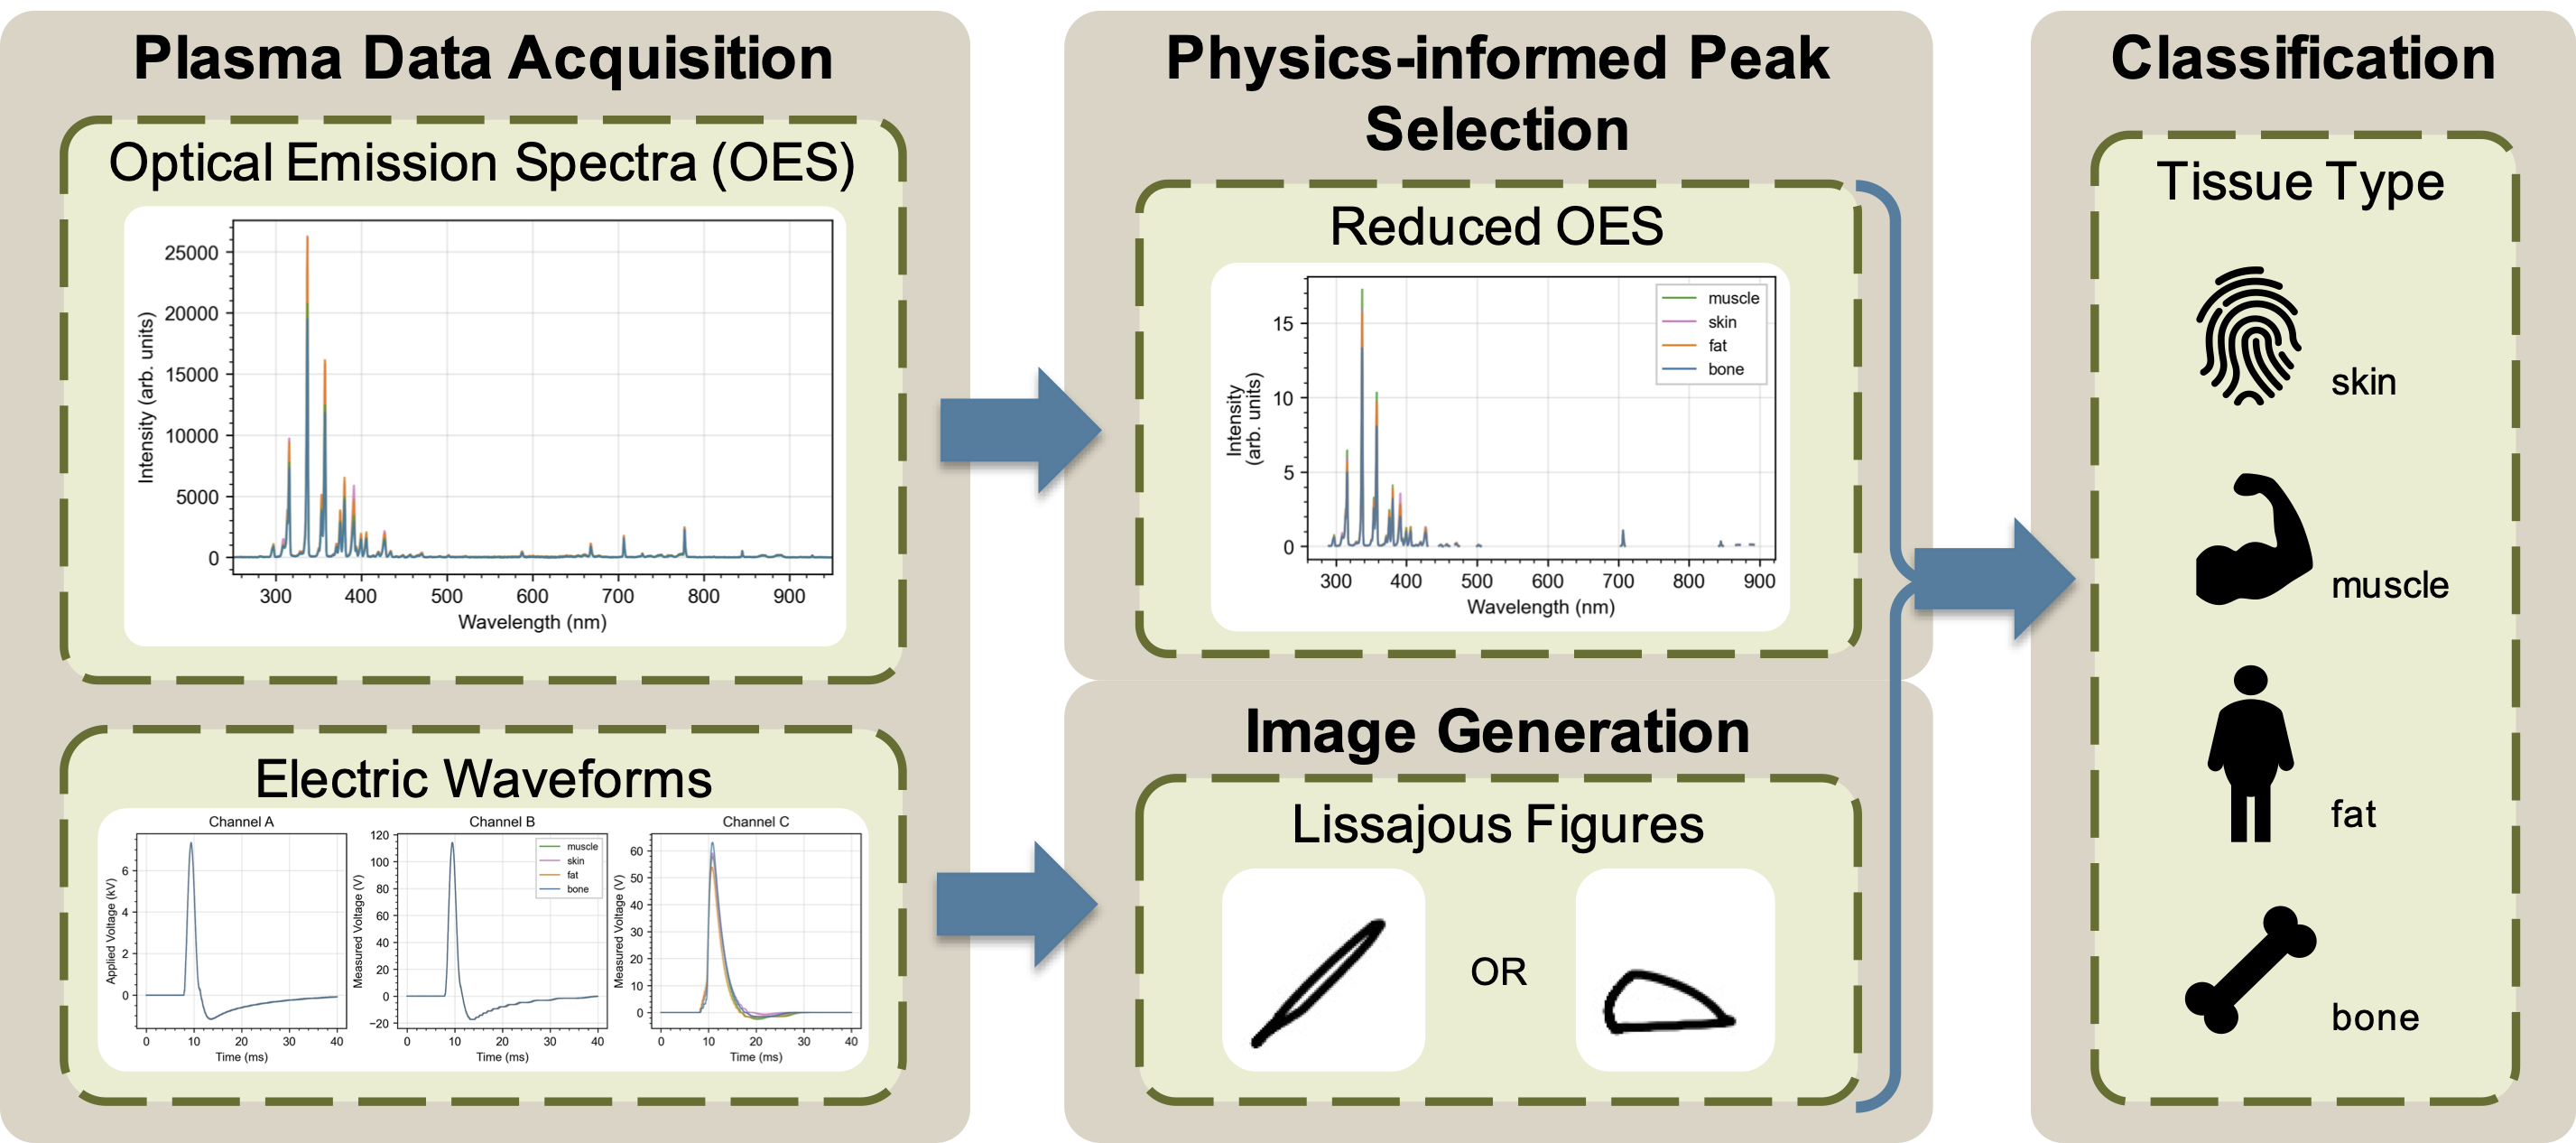 Plasma Data Acquisition
Optical Emission Spectra (OES)
25000
20000
15000
10000
5000
0
Intensity (arb. units)
300 400 500 600 700 800 900
Wavelength (nm)
Electric Waveforms
Channel A
6
4
2
0
Applied Voltage (kV)
0 10 20 30 40
Time (ms)
Channel B
120
100
80
60
40
20
0
−20
Measured Voltage (V)
muscle
skin
fat
bone
0 10 20 30 40
Time (ms)
Channel C
60
50
40
30
20
10
0
Measured Voltage (V)
0 10 20 30 40
Time (ms)
Physics-informed Peak
Selection
Reduced OES
15
10
5
0
Intensity
(arb. units)
muscle
skin
fat
bone
300 400 500 600 700 800 900
Wavelength (nm)
Image Generation
Lissajous Figures
OR
Classification
Tissue Type
skin
muscle
fat
bone